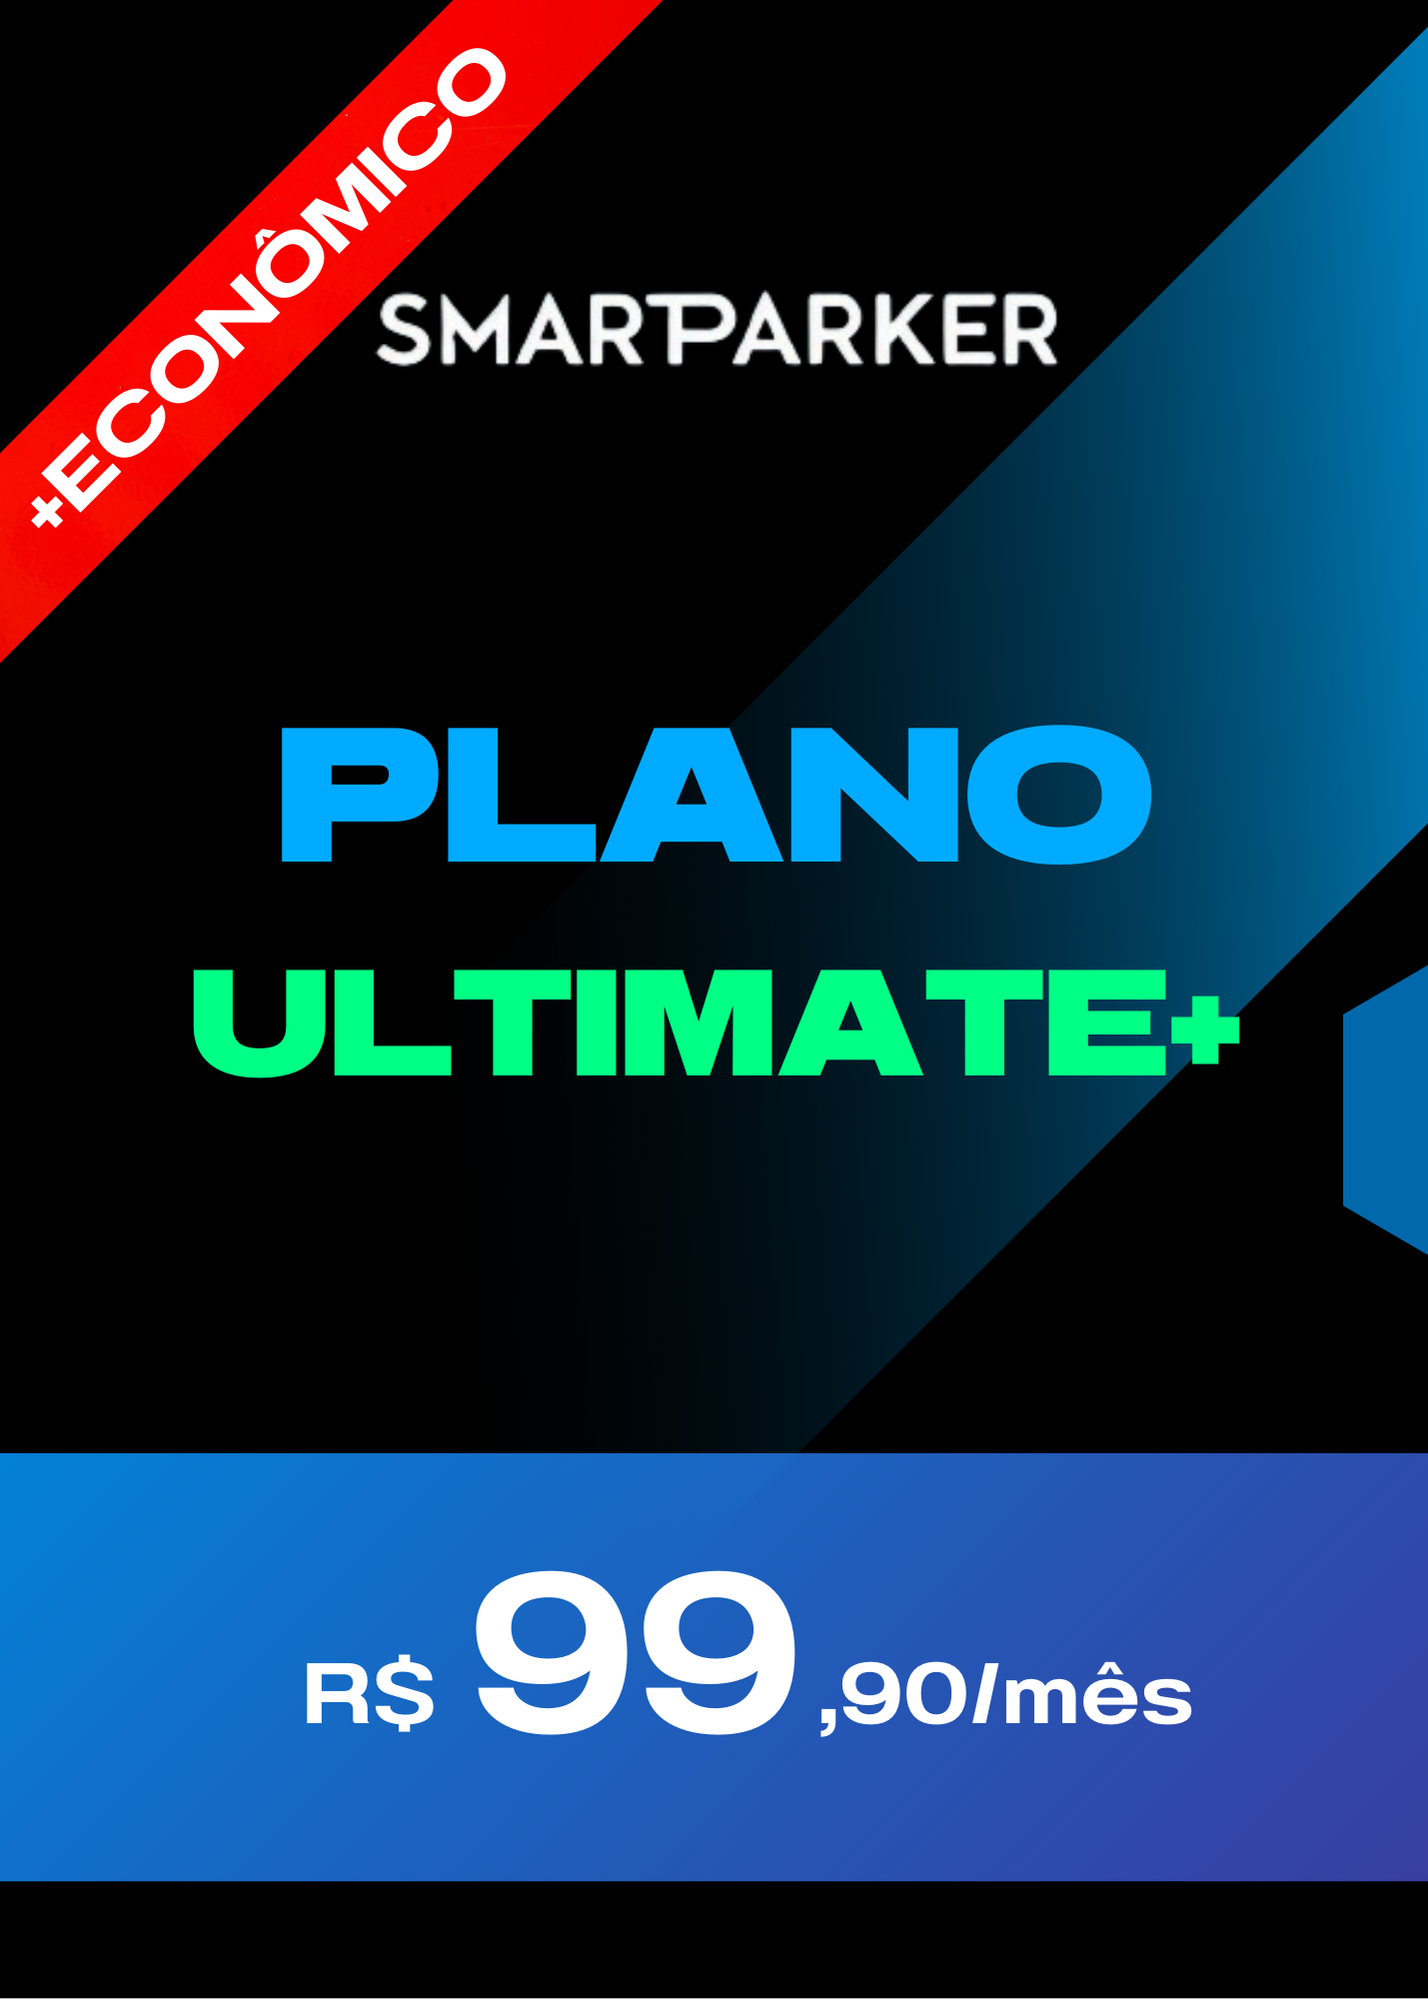 +ECONÔMICO
SMARTPARKER
PLANO
ULTIMATE+
R$ 99,90/mês